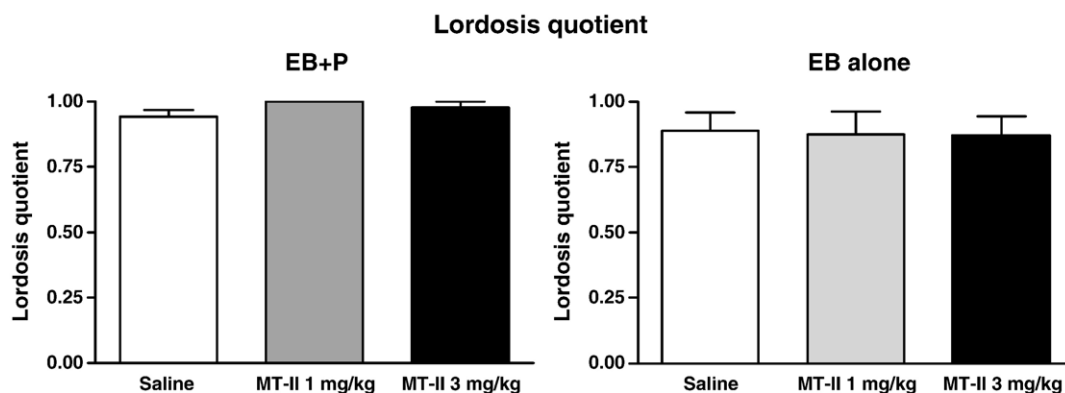 Lordosis quotient
EB+P
Lordosis quotient
1.00
0.75
0.50
0.25
0.00
Saline MT-II 1 mg/kg MT-II 3 mg/kg
EB alone
Lordosis quotient
1.00
0.75
0.50
0.25
0.00
Saline MT-II 1 mg/kg MT-II 3 mg/kg